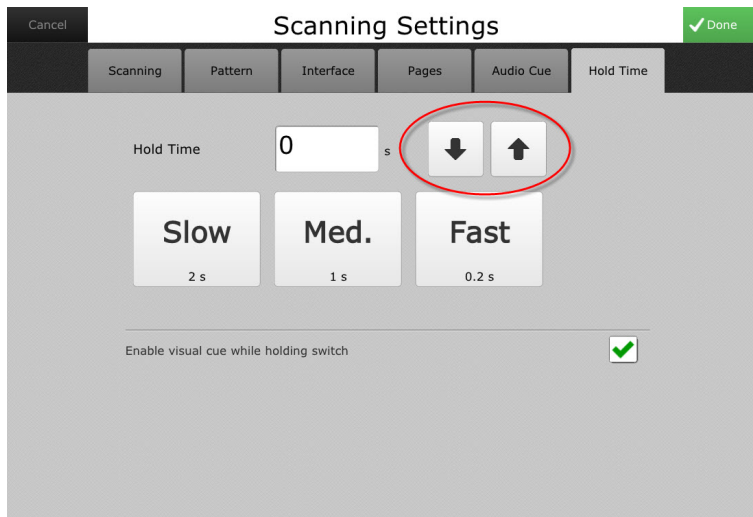 Cancel
Scanning Settings
Done
Scanning
Pattern
Interface
Pages
Audio Cue
Hold Time
Hold Time
0
s
Slow
2 s
Med.
1 s
Fast
0.2 s
Enable visual cue while holding switch